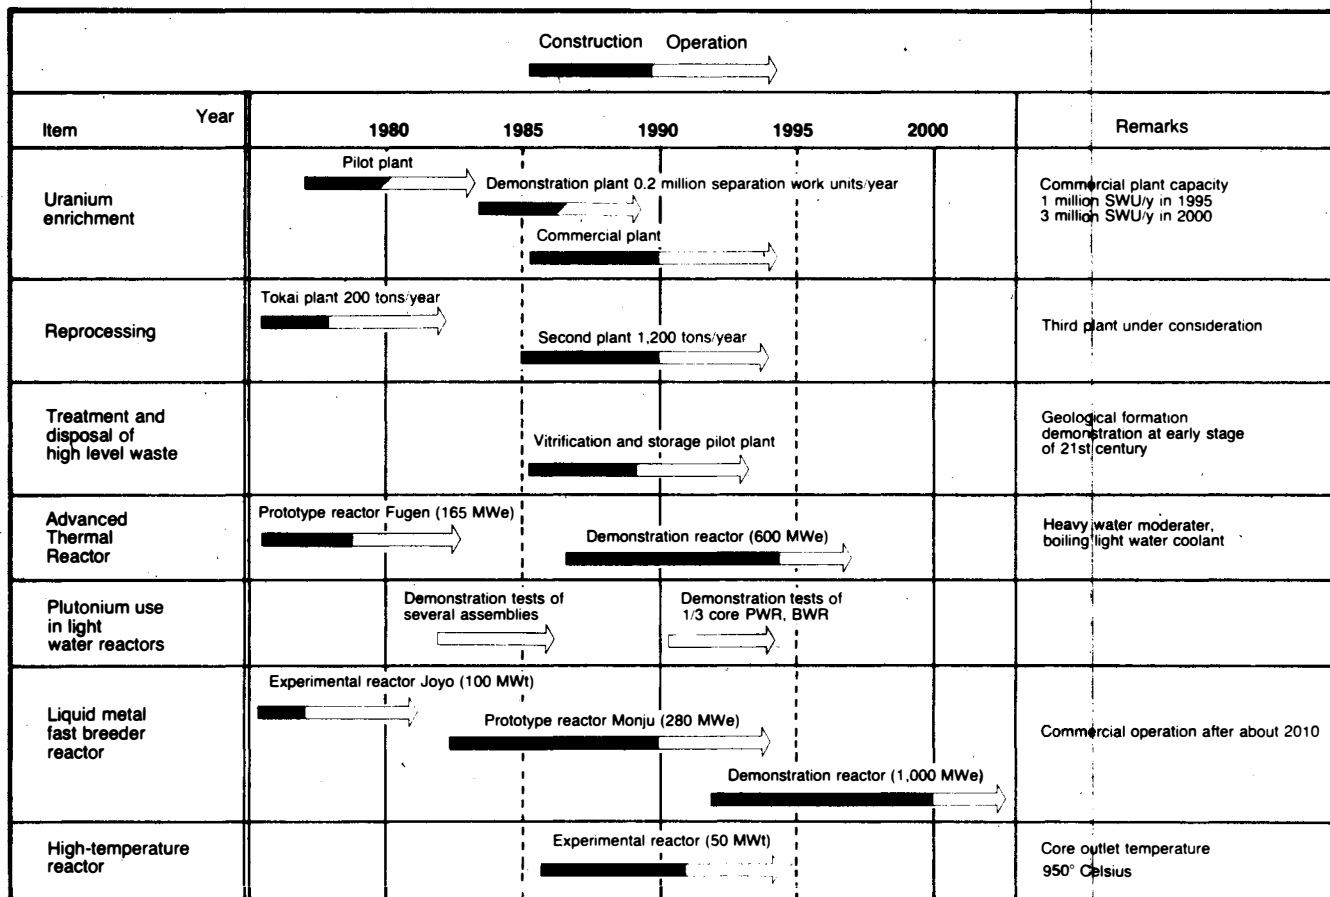 Construction Operation
Item Year 1980 1985 1990 1995 2000 Remarks
Uranium
enrichment
Pilot plant
Demonstration plant 0.2 million separation work units/year
Commercial plant
Commercial plant capacity
1 million SWU/y in 1995
3 million SWU/y in 2000
Reprocessing
Tokai plant 200 tons/year
Second plant 1,200 tons/year
Third plant under consideration
Treatment and
disposal of
high level waste
Vitrification and storage pilot plant
Geological formation
demonstration at early stage
of 21st century
Advanced
Thermal
Reactor
Prototype reactor Fugen (165 MWe)
Demonstration reactor (600 MWe)
Heavy water moderater,
boiling light water coolant
Plutonium use
in light
water reactors
Demonstration tests of
several assemblies
Demonstration tests of
1/3 core PWR, BWR
Liquid metal
fast breeder
reactor
Experimental reactor Joyo (100 MWt)
Prototype reactor Monju (280 MWe)
Demonstration reactor (1,000 MWe)
Commercial operation after about 2010
High-temperature
reactor
Experimental reactor (50 MWt)
Core outlet temperature
950° Celsius